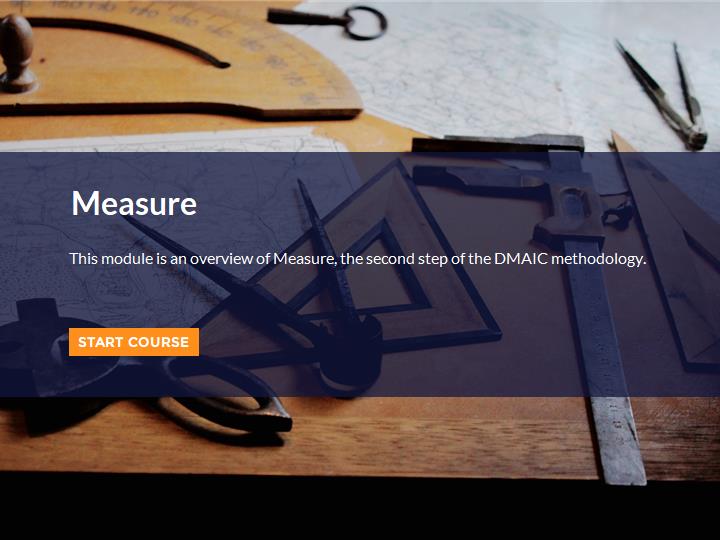 Measure
This module is an overview of Measure, the second step of the DMAIC methodology.
START COURSE